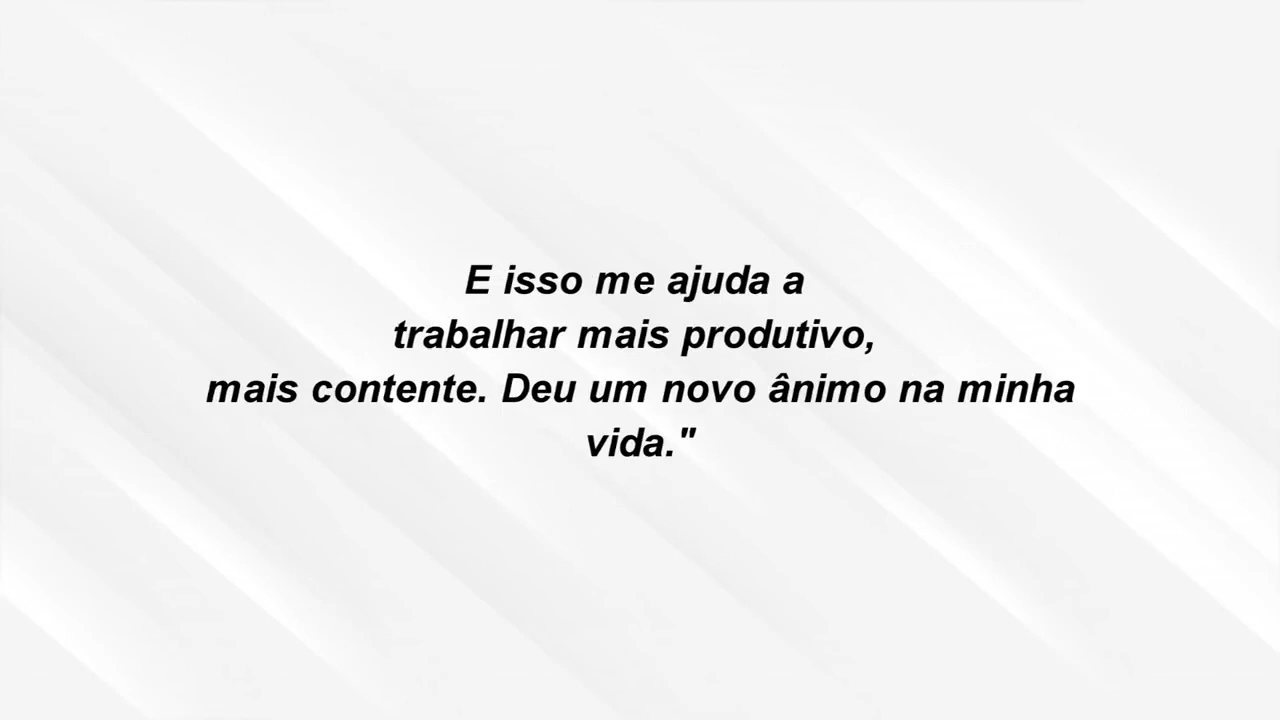 E isso me ajuda a
trabalhar mais produtivo,
mais contente. Deu um novo ânimo na minha
vida."